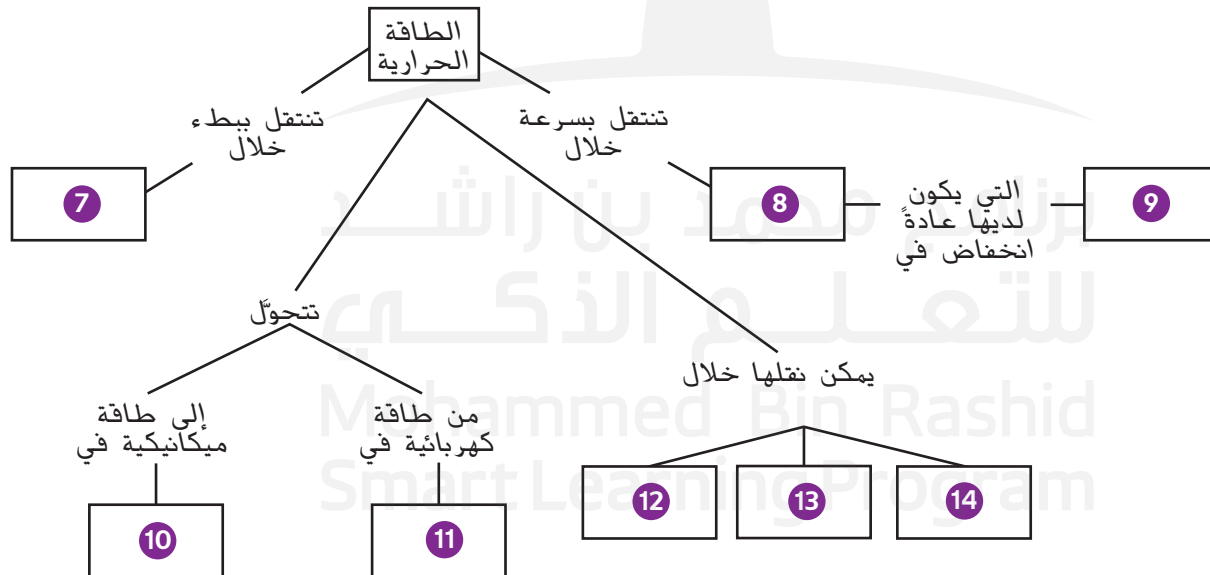 الطاقة
الحرارية
تنتقل بسرعة
خلال
تنتقل ببطء
خلال
9
التي يكون
لديها عادةً
انخفاض في
8
7
تتحوَّل
يمكن نقلها خلال
من طاقة
كهربائية في
إلى طاقة
ميكانيكية في
12
13
14
11
10
برنامج محمد بن راشد
للتعلم الذكي
Mohammed Bin Rashid
Smart Learning Program